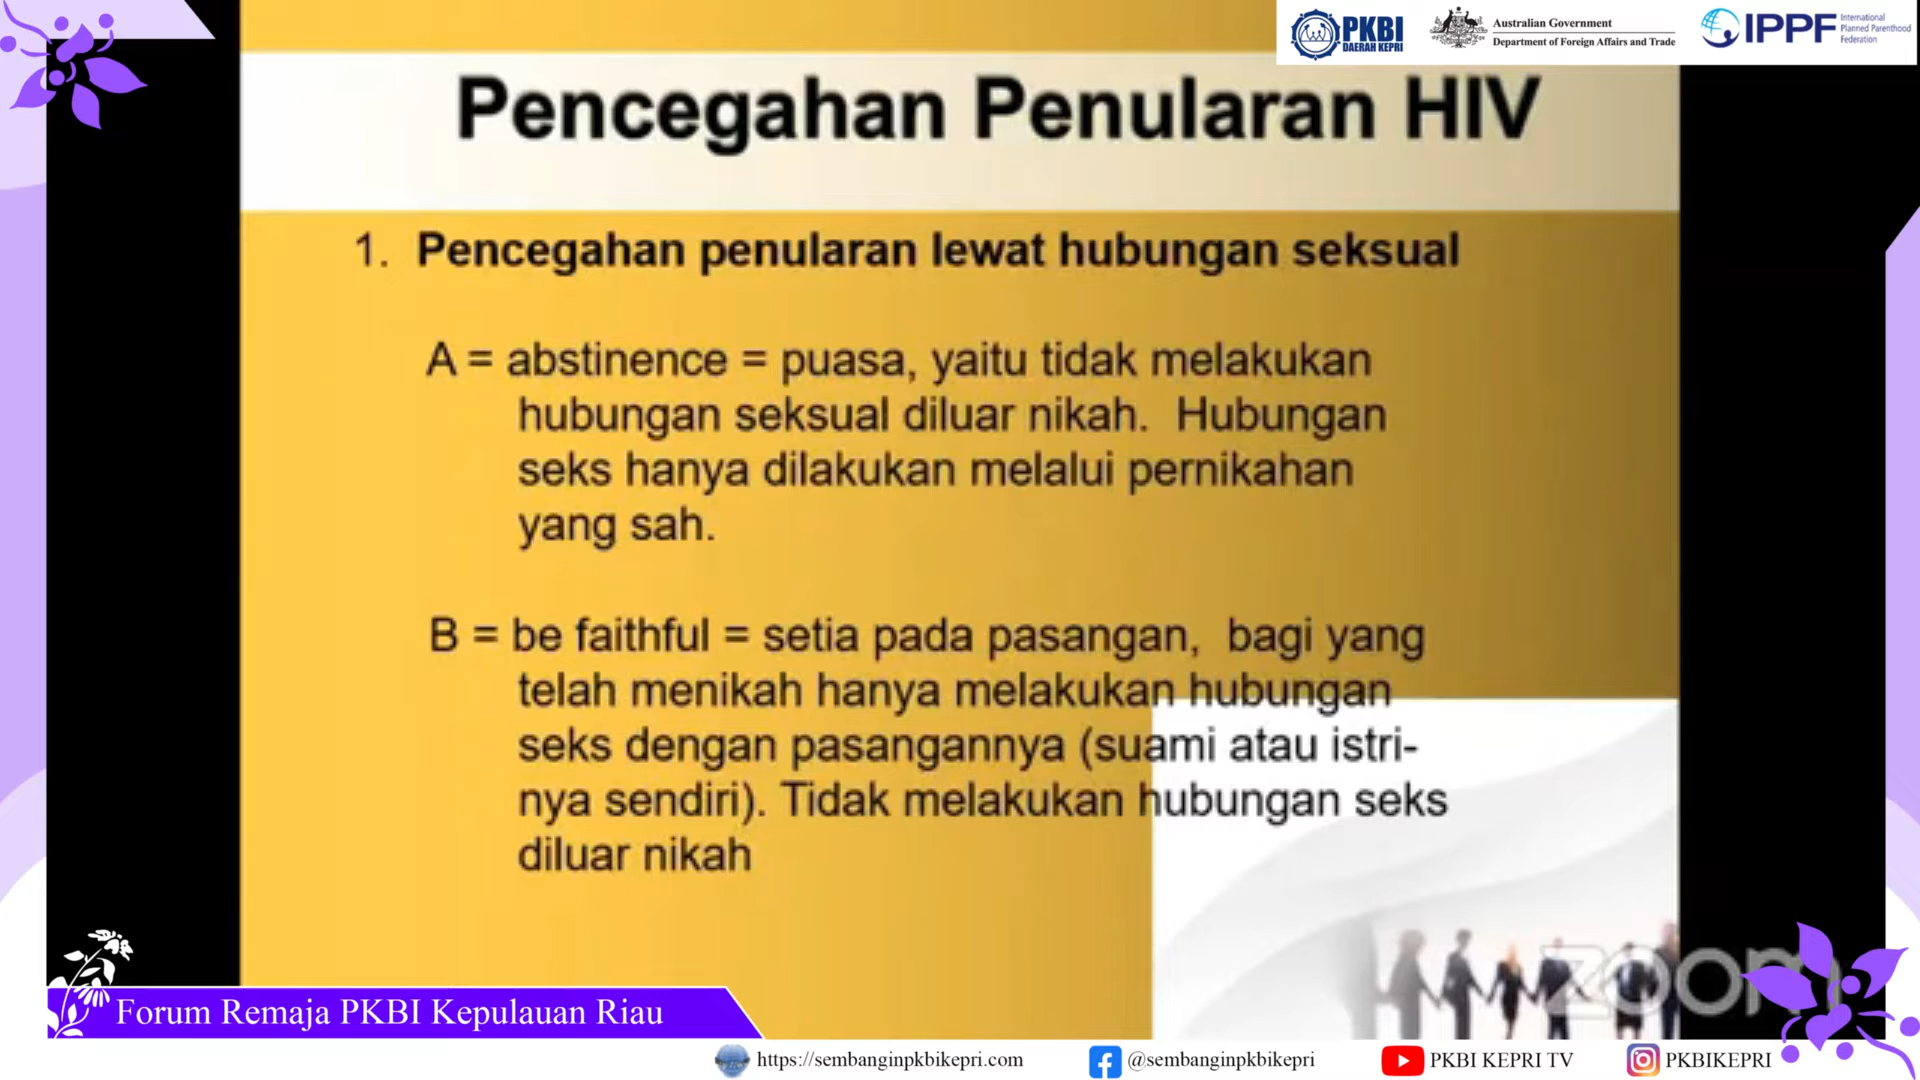 PKBI
DAERAH KEPRI
Australian Government
Department of Foreign Affairs and Trade
IPPF
International
Planned Parenthood
Federation
Pencegahan Penularan HIV
1. Pencegahan penularan lewat hubungan seksual
A = abstinence = puasa, yaitu tidak melakukan
hubungan seksual diluar nikah. Hubungan
seks hanya dilakukan melalui pernikahan
yang sah.
B = be faithful = setia pada pasangan, bagi yang
telah menikah hanya melakukan hubungan
seks dengan pasangannya (suami atau istri-
nya sendiri). Tidak melakukan hubungan seks
diluar nikah
zoom
Forum Remaja PKBI Kepulauan Riau
https://sembanginpkbikepri.com
@sembanginpkbikepri
PKBI KEPRI TV
PKBIKEPRI